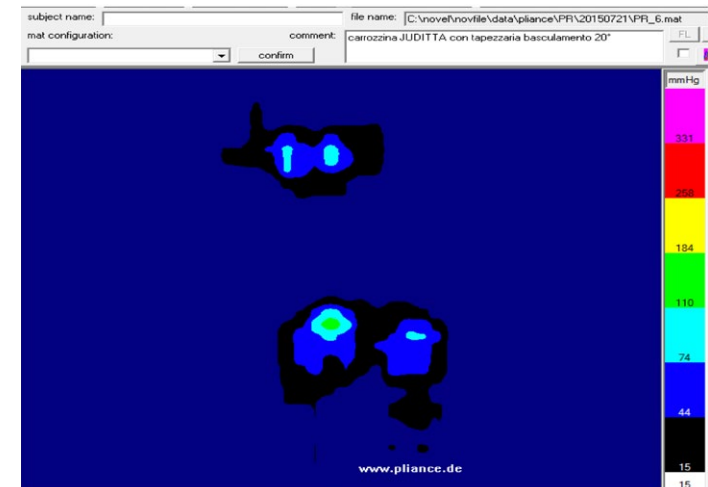 subject name:
file name: C:\novel\novfile\data\pliance\PR\20150721\PR_6.mat
mat configuration:
comment: carrozzina JUDITTA con tapezzaria basculamento 20°
FL
confirm
mmHg
331
258
184
110
74
44
15
15
www.pliance.de